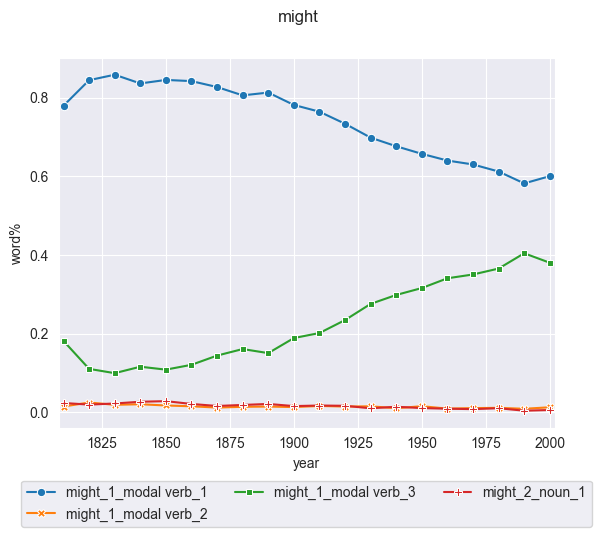 might
0.8
0.6
0.4
0.2
0.0
word%
1825 1850 1875 1900 1925 1950 1975 2000
year
might_1_modal verb_1 might_1_modal verb_3 might_2_noun_1
might_1_modal verb_2